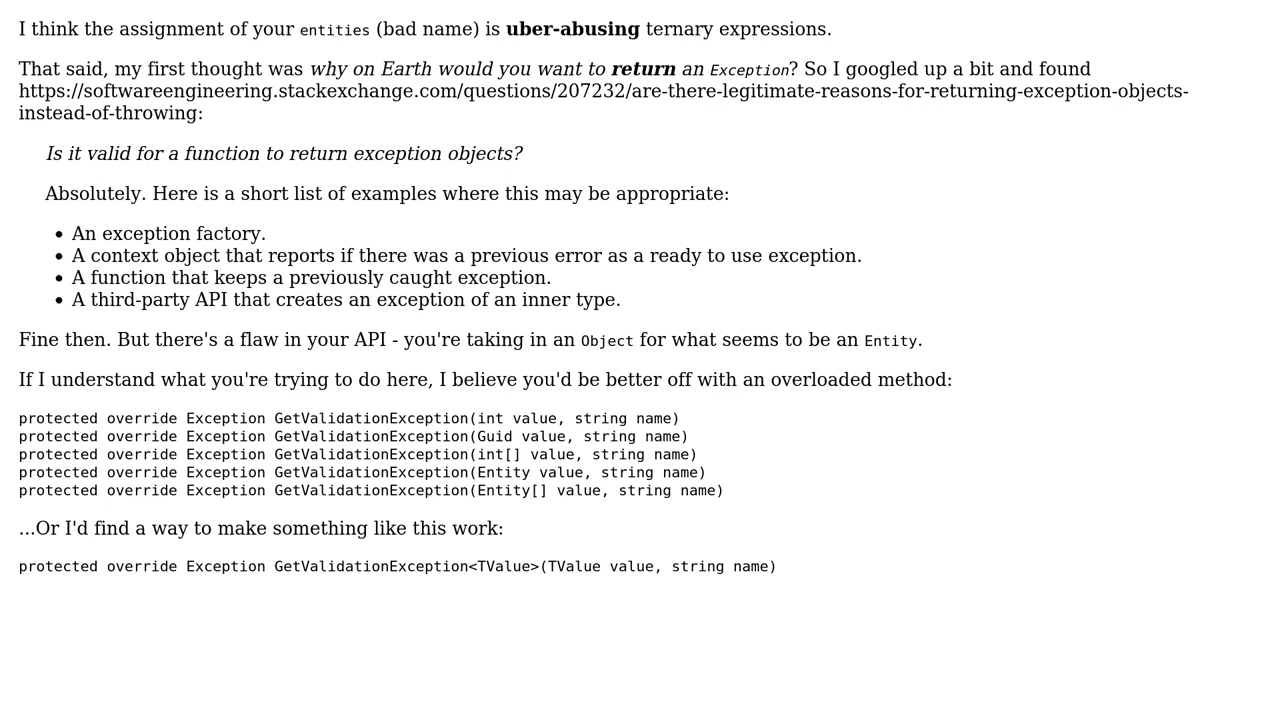 I think the assignment of your entities (bad name) is uber-abusing ternary expressions.
That said, my first thought was why on Earth would you want to return an Exception? So I googled up a bit and found
https://softwareengineering.stackexchange.com/questions/207232/are-there-legitimate-reasons-for-returning-exception-objects-
instead-of-throwing:
Is it valid for a function to return exception objects?
Absolutely. Here is a short list of examples where this may be appropriate:
• An exception factory.
• A context object that reports if there was a previous error as a ready to use exception.
• A function that keeps a previously caught exception.
• A third-party API that creates an exception of an inner type.
Fine then. But there's a flaw in your API - you're taking in an Object for what seems to be an Entity.
If I understand what you're trying to do here, I believe you'd be better off with an overloaded method:
protected override Exception GetValidationException(int value, string name)
protected override Exception GetValidationException(Guid value, string name)
protected override Exception GetValidationException(int[] value, string name)
protected override Exception GetValidationException(Entity value, string name)
protected override Exception GetValidationException(Entity[] value, string name)
...Or I'd find a way to make something like this work:
protected override Exception GetValidationException<TValue>(TValue value, string name)